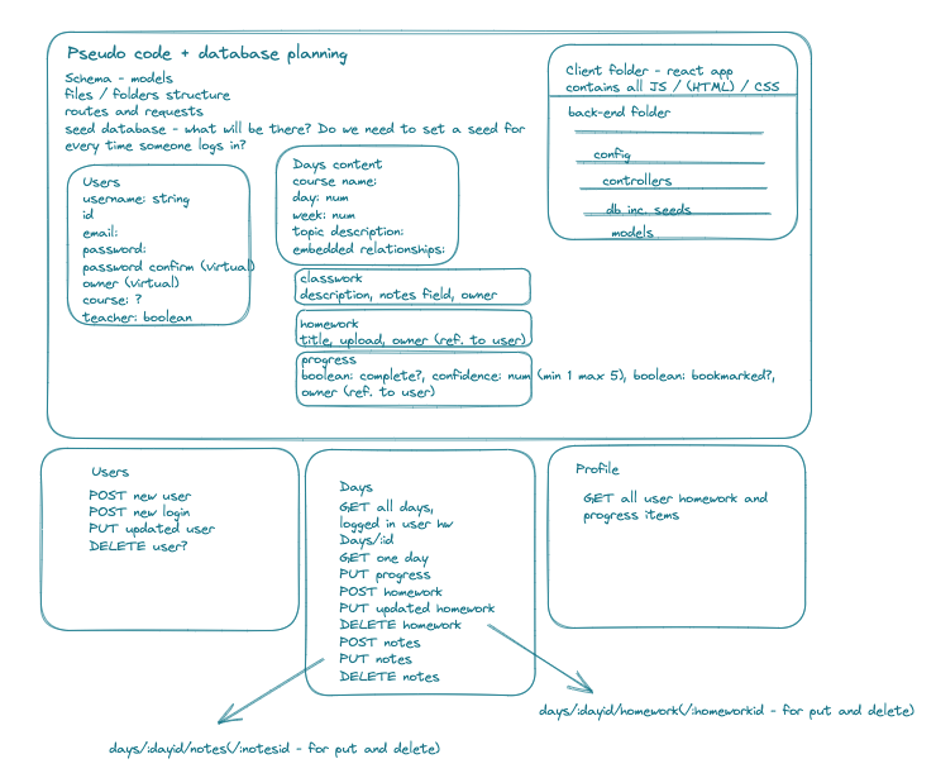 Pseudo code + database planning
Schema - models
files / folders structure
routes and requests
seed database - what will be there? Do we need to set a seed for
every time someone logs in?
Users
username: string
id
email:
password:
password confirm (virtual)
owner (virtual)
course: ?
teacher: boolean
Days content
course name:
day: num
week: num
topic description:
embedded relationships:
classwork
description, notes field, owner
homework
title, upload, owner (ref. to user)
progress
boolean: complete?, confidence: num (min 1 max 5), boolean: bookmarked?,
owner (ref. to user)
Client folder - react app
contains all JS / (HTML) / CSS
back-end folder
config
controllers
db inc. seeds
models
Users
POST new user
POST new login
PUT updated user
DELETE user?
Days
GET all days,
logged in user hw
Days/:id
GET one day
PUT progress
POST homework
PUT updated homework
DELETE homework
POST notes
PUT notes
DELETE notes
Profile
GET all user homework and
progress items
days/:dayid/homework(/:homeworkid - for put and delete)
days/:dayid/notes(/:notesid - for put and delete)